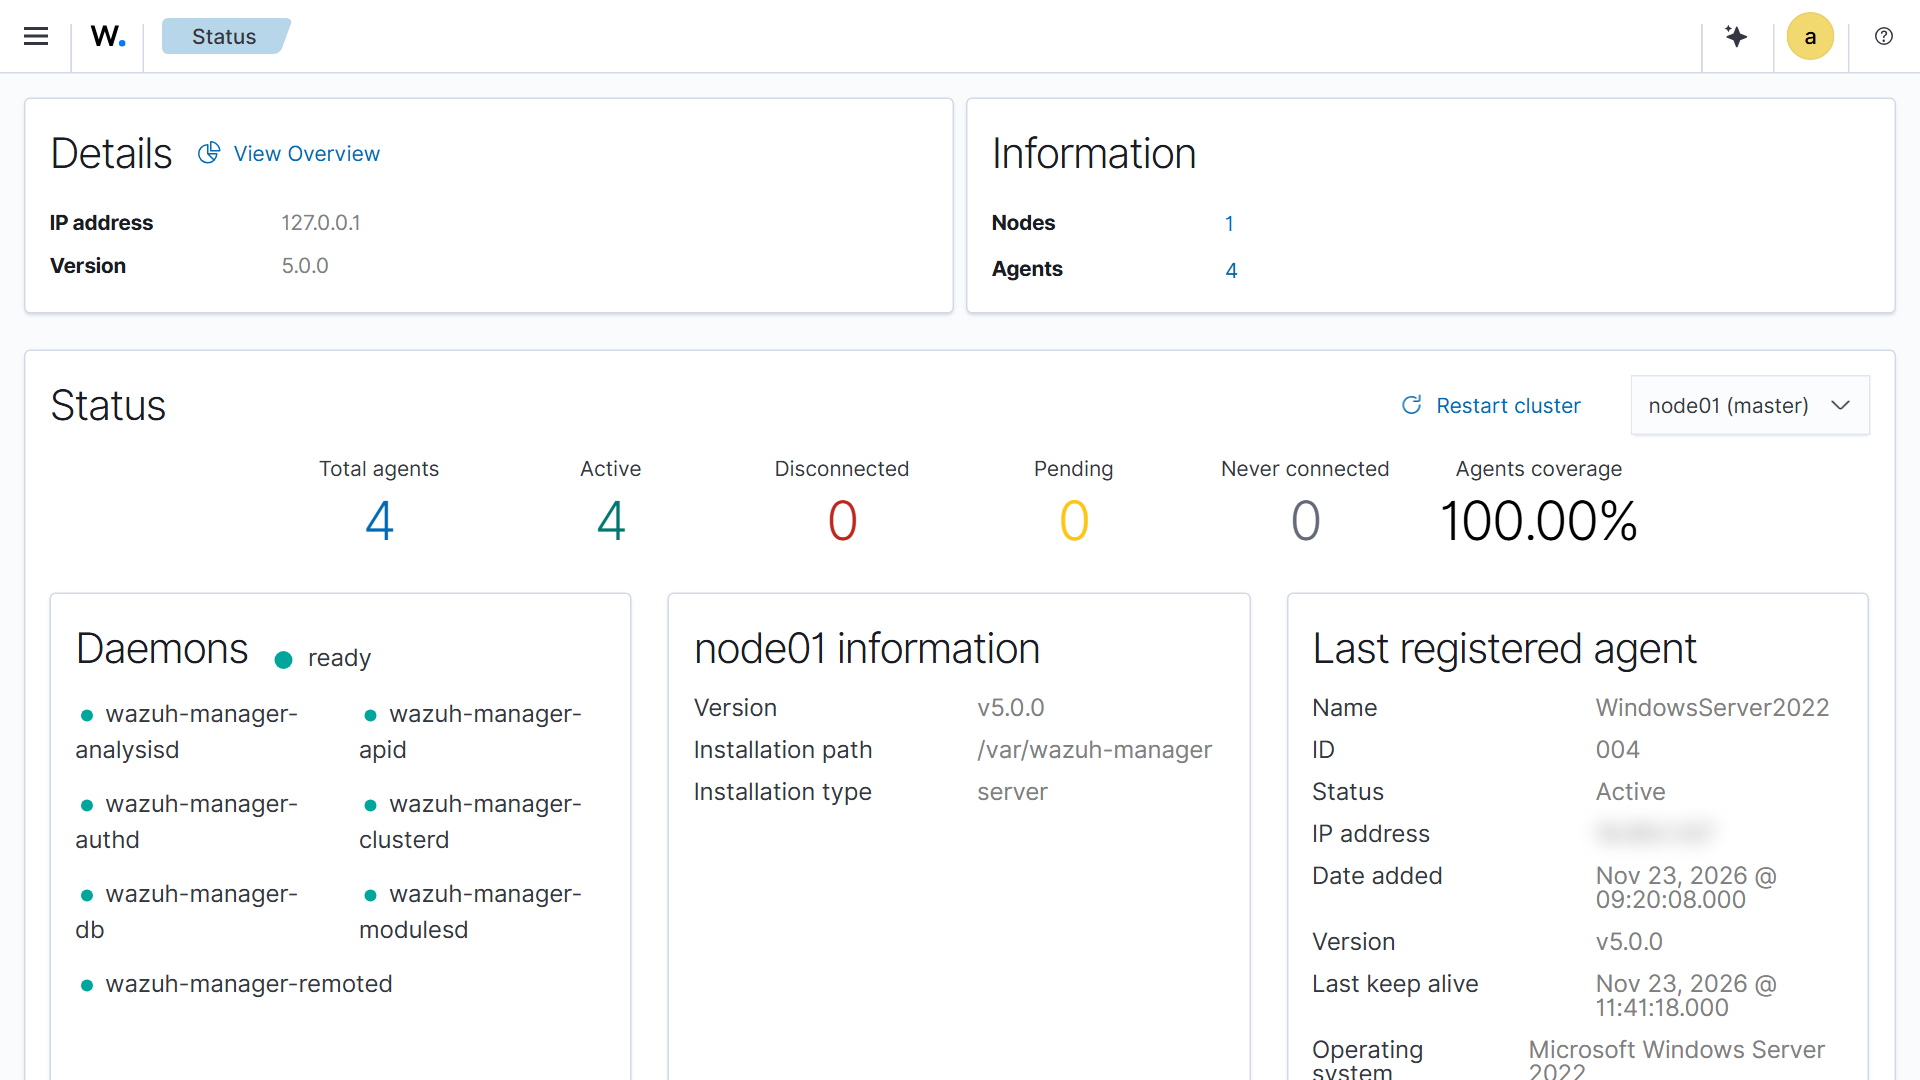 W.
Status
a
Details
View Overview
IP address 127.0.0.1
Version 5.0.0
Information
Nodes 1
Agents 4
Status
Restart cluster
node01 (master)
Total agents
4
Active
4
Disconnected
0
Pending
0
Never connected
0
Agents coverage
100.00%
Daemons
ready
wazuh-manager-
analysisd
wazuh-manager-
apid
wazuh-manager-
authd
wazuh-manager-
clusterd
wazuh-manager-
db
wazuh-manager-
modulesd
wazuh-manager-remoted
node01 information
Version v5.0.0
Installation path /var/wazuh-manager
Installation type server
Last registered agent
Name WindowsServer2022
ID 004
Status Active
IP address
Date added Nov 23, 2026 @
09:20:08.000
Version v5.0.0
Last keep alive Nov 23, 2026 @
11:41:18.000
Operating Microsoft Windows Server
system 2022